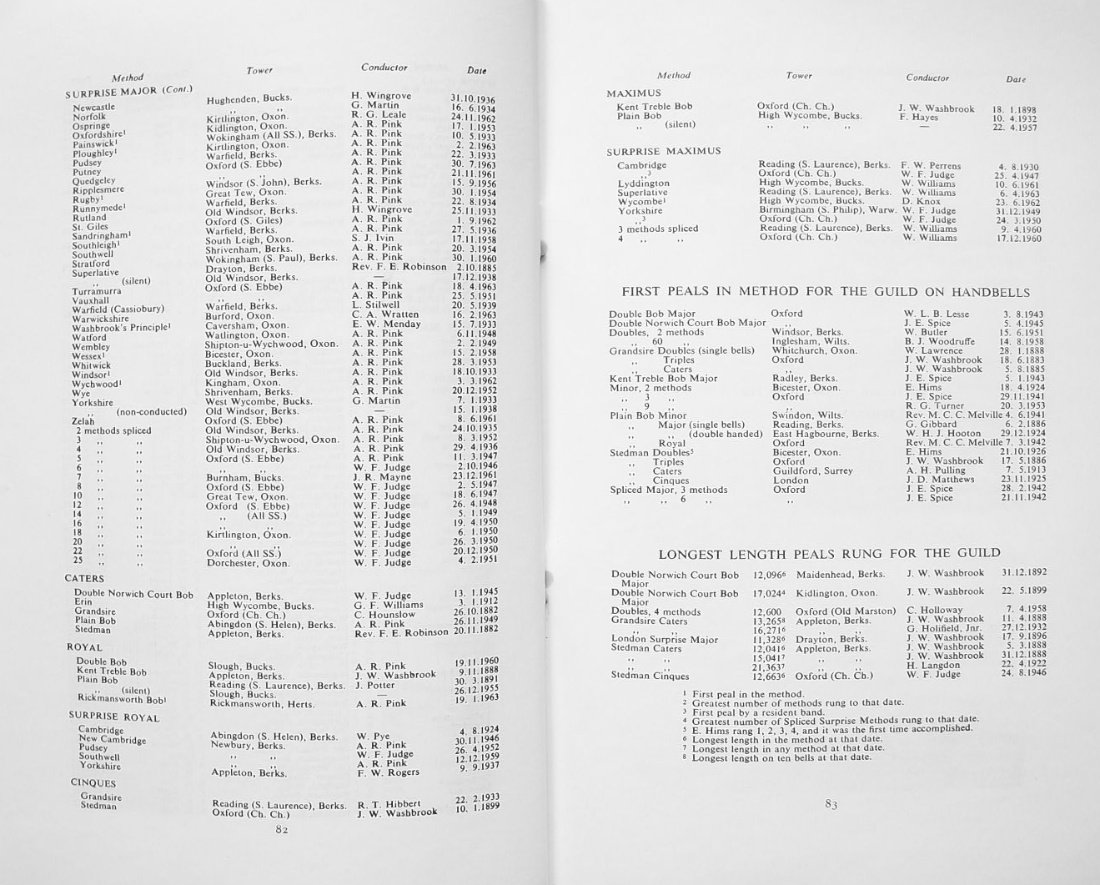 Method Tower Conductor Date
SURPRISE MAJOR (Cont.)
Newcastle Hughenden, Bucks. H. Wingrove 31.10.1936
Norfolk ,, ,, G. Martin 16. 6.1934
Ospringe Kirtlington, Oxon. R. G. Leale 24.11.1962
Oxfordshire¹ Kidlington, Oxon. A. R. Pink 17. 1.1953
Painswick¹ Wokingham (All SS.), Berks. A. R. Pink 10. 5.1933
Ploughley¹ Kirtlington, Oxon. A. R. Pink 2. 2.1963
Pudsey Warfield, Berks. A. R. Pink 22. 3.1933
Putney Oxford (S. Ebbe) A. R. Pink 30. 7.1963
Quedgeley ,, ,, A. R. Pink 21.11.1961
Ripplesmere Windsor (S. John), Berks. A. R. Pink 15. 9.1956
Rugby¹ Great Tew, Oxon. A. R. Pink 30. 1.1954
Runnymede¹ Warfield, Berks. A. R. Pink 22. 8.1934
Rutland Old Windsor, Berks. H. Wingrove 25.11.1933
St. Giles Oxford (S. Giles) A. R. Pink 1. 9.1962
Sandringham¹ Warfield, Berks. A. R. Pink 27. 5.1936
Southleigh¹ South Leigh, Oxon. S. J. Ivin 17.11.1958
Southwell Shrivenham, Berks. A. R. Pink 20. 3.1954
Stratford Wokingham (S. Paul), Berks. A. R. Pink 30. 1.1960
Superlative Drayton, Berks. Rev. F. E. Robinson 2.10.1885
,, (silent) Old Windsor, Berks. — 17.12.1938
Turramurra Oxford (S. Ebbe) A. R. Pink 18. 4.1963
Vauxhall ,, ,, A. R. Pink 25. 5.1951
Warfield (Cassiobury) Warfield, Berks. L. Stilwell 20. 5.1939
Warwickshire Burford, Oxon. C. A. Wratten 16. 2.1963
Washbrook's Principle¹ Caversham, Oxon. E. W. Menday 15. 7.1933
Watford Watlington, Oxon. A. R. Pink 6.11.1948
Wembley Shipton-u-Wychwood, Oxon. A. R. Pink 2. 2.1949
Wessex¹ Bicester, Oxon. A. R. Pink 15. 2.1958
Whitwick Buckland, Berks. A. R. Pink 28. 3.1953
Windsor¹ Old Windsor, Berks. A. R. Pink 18.10.1933
Wychwood¹ Kingham, Oxon. A. R. Pink 3. 3.1962
Wye Shrivenham, Berks. A. R. Pink 20.12.1952
Yorkshire West Wycombe, Bucks. G. Martin 7. 1.1933
,, (non-conducted) Old Windsor, Berks. — 15. 1.1938
Zelah Oxford (S. Ebbe) A. R. Pink 8. 6.1961
2 methods spliced Old Windsor, Berks. A. R. Pink 24.10.1935
3 ,, ,, Shipton-u-Wychwood, Oxon. A. R. Pink 8. 3.1952
4 ,, ,, Old Windsor, Berks. A. R. Pink 29. 4.1936
5 ,, ,, Oxford (S. Ebbe) A. R. Pink 11. 3.1947
6 ,, ,, ,, ,, W. F. Judge 2.10.1946
7 ,, ,, Burnham, Bucks. J. R. Mayne 23.12.1961
8 ,, ,, Oxford (S. Ebbe) W. F. Judge 2. 5.1947
10 ,, ,, Great Tew, Oxon. W. F. Judge 18. 6.1947
12 ,, ,, Oxford (S. Ebbe) W. F. Judge 26. 4.1948
14 ,, ,, ,, (All SS.) W. F. Judge 5. 1.1949
16 ,, ,, ,, ,, W. F. Judge 19. 4.1950
18 ,, ,, Kirtlington, Oxon. W. F. Judge 6. 1.1950
20 ,, ,, ,, ,, W. F. Judge 26. 3.1950
22 ,, ,, Oxford (All SS.) W. F. Judge 20.12.1950
25 ,, ,, Dorchester, Oxon. W. F. Judge 4. 2.1951
CATERS
Double Norwich Court Bob Appleton, Berks. W. F. Judge 13. 1.1945
Erin High Wycombe, Bucks. G. F. Williams 3. 1.1912
Grandsire Oxford (Ch. Ch.) C. Hounslow 26.10.1882
Plain Bob Abingdon (S. Helen), Berks. A. R. Pink 26.11.1949
Stedman Appleton, Berks. Rev. F. E. Robinson 20.11.1882
ROYAL
Double Bob Slough, Bucks. A. R. Pink 19.11.1960
Kent Treble Bob Appleton, Berks. J. W. Washbrook 9.11.1888
Plain Bob Reading (S. Laurence), Berks. J. Potter 30. 3.1891
,, (silent) Slough, Bucks. — 26.12.1955
Rickmansworth Bob¹ Rickmansworth, Herts. A. R. Pink 19. 1.1963
SURPRISE ROYAL
Cambridge Abingdon (S. Helen), Berks. W. Pye 4. 8.1924
New Cambridge Newbury, Berks. A. R. Pink 30.11.1946
Pudsey ,, ,, W. F. Judge 26. 4.1952
Southwell ,, ,, A. R. Pink 12.12.1959
Yorkshire Appleton, Berks. F. W. Rogers 9. 9.1937
CINQUES
Grandsire Reading (S. Laurence), Berks. R. T. Hibbert 22. 2.1933
Stedman Oxford (Ch. Ch.) J. W. Washbrook 10. 1.1899
82
Method Tower Conductor Date
MAXIMUS
Kent Treble Bob Oxford (Ch. Ch.) J. W. Washbrook 18. 1.1898
Plain Bob High Wycombe, Bucks. F. Hayes 10. 4.1932
,, (silent) ,, ,, ,, — 22. 4.1957
SURPRISE MAXIMUS
Cambridge Reading (S. Laurence), Berks. F. W. Perrens 4. 8.1930
,,³ Oxford (Ch. Ch.) W. F. Judge 25. 4.1947
Lyddington High Wycombe, Bucks. W. Williams 10. 6.1961
Superlative Reading (S. Laurence), Berks. W. Williams 6. 4.1963
Wycombe¹ High Wycombe, Bucks. D. Knox 23. 6.1962
Yorkshire Birmingham (S. Philip), Warw. W. F. Judge 31.12.1949
,,³ Oxford (Ch. Ch.) W. F. Judge 24. 3.1950
3 methods spliced Reading (S. Laurence), Berks. W. Williams 9. 4.1960
4 ,, ,, Oxford (Ch. Ch.) W. Williams 17.12.1960
FIRST PEALS IN METHOD FOR THE GUILD ON HANDBELLS
Double Bob Major Oxford W. L. B. Lesse 3. 8.1943
Double Norwich Court Bob Major ,, J. E. Spice 5. 4.1945
Doubles, 2 methods Windsor, Berks. W. Butler 15. 6.1951
,, 60 ,, Inglesham, Wilts. B. J. Woodruffe 14. 8.1958
Grandsire Doubles (single bells) Whitchurch, Oxon. W. Lawrence 28. 1.1888
,, Triples Oxford J. W. Washbrook 18. 6.1883
,, Caters ,, J. W. Washbrook 5. 8.1885
Kent Treble Bob Major Radley, Berks. J. E. Spice 5. 1.1943
Minor, 2 methods Bicester, Oxon. E. Hims 18. 4.1924
,, 3 ,, Oxford J. E. Spice 29.11.1941
,, 9 ,, ,, R. G. Turner 20. 3.1953
Plain Bob Minor Swindon, Wilts. Rev. M. C. C. Melville 4. 6.1941
,, Major (single bells) Reading, Berks. G. Gibbard 6. 2.1886
,, ,, (double handed) East Hagbourne, Berks. W. H. J. Hooton 29.12.1924
,, Royal Oxford Rev. M. C. C. Melville 7. 3.1942
Stedman Doubles⁵ Bicester, Oxon. E. Hims 21.10.1926
,, Triples Oxford J. W. Washbrook 17. 5.1886
,, Caters Guildford, Surrey A. H. Pulling 7. 5.1913
,, Cinques London J. D. Matthews 23.11.1925
Spliced Major, 3 methods Oxford J. E. Spice 28. 2.1942
,, ,, 6 ,, ,, J. E. Spice 21.11.1942
LONGEST LENGTH PEALS RUNG FOR THE GUILD
Double Norwich Court Bob 12,096⁶ Maidenhead, Berks. J. W. Washbrook 31.12.1892
Major
Double Norwich Court Bob 17,024⁴ Kidlington, Oxon. J. W. Washbrook 22. 5.1899
Major
Doubles, 4 methods 12,600 Oxford (Old Marston) C. Holloway 7. 4.1958
Grandsire Caters 13,265⁸ Appleton, Berks. J. W. Washbrook 11. 4.1888
,, ,, 16,271⁶ ,, ,, G. Holifield, Jnr. 27.12.1932
London Surprise Major 11,328⁶ Drayton, Berks. J. W. Washbrook 17. 9.1896
Stedman Caters 12,041⁶ Appleton, Berks. J. W. Washbrook 5. 3.1888
,, ,, 15,041⁷ ,, ,, J. W. Washbrook 31.12.1888
,, ,, 21,363⁷ ,, ,, H. Langdon 22. 4.1922
Stedman Cinques 12,663⁶ Oxford (Ch. Ch.) W. F. Judge 24. 8.1946
¹ First peal in the method.
² Greatest number of methods rung to that date.
³ First peal by a resident band.
⁴ Greatest number of Spliced Surprise Methods rung to that date.
⁵ E. Hims rang 1, 2, 3, 4, and it was the first time accomplished.
⁶ Longest length in the method at that date.
⁷ Longest length in any method at that date.
⁸ Longest length on ten bells at that date.
83